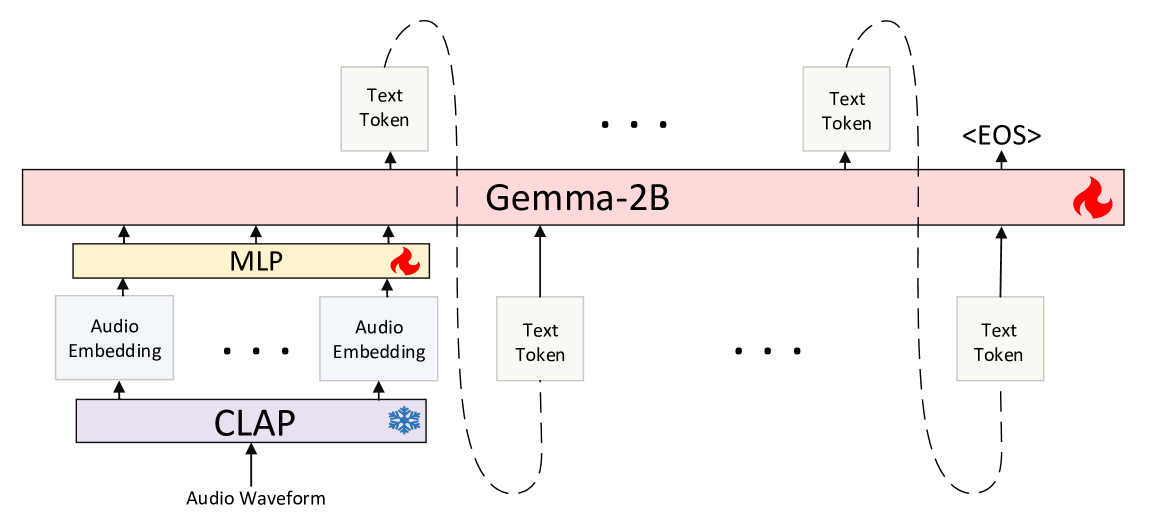 Text
Token
. . .
Text
Token
<EOS>
Gemma-2B
MLP
Audio
Embedding
. . .
Audio
Embedding
Text
Token
. . .
Text
Token
CLAP
Audio Waveform